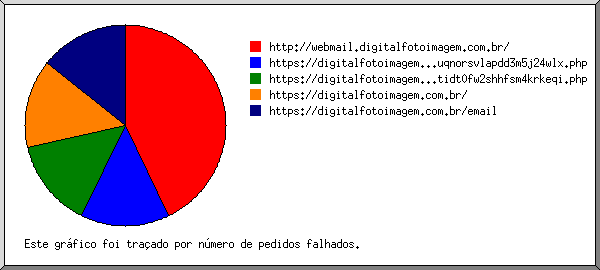 http://webmail.digitalfotoimagem.com.br/
https://digitalfotoimagem...uqnorsvlapdd3m5j24wlx.php
https://digitalfotoimagem...tidt0fw2shhfsm4krkeqi.php
https://digitalfotoimagem.com.br/
https://digitalfotoimagem.com.br/email
Este gráfico foi traçado por número de pedidos falhados.